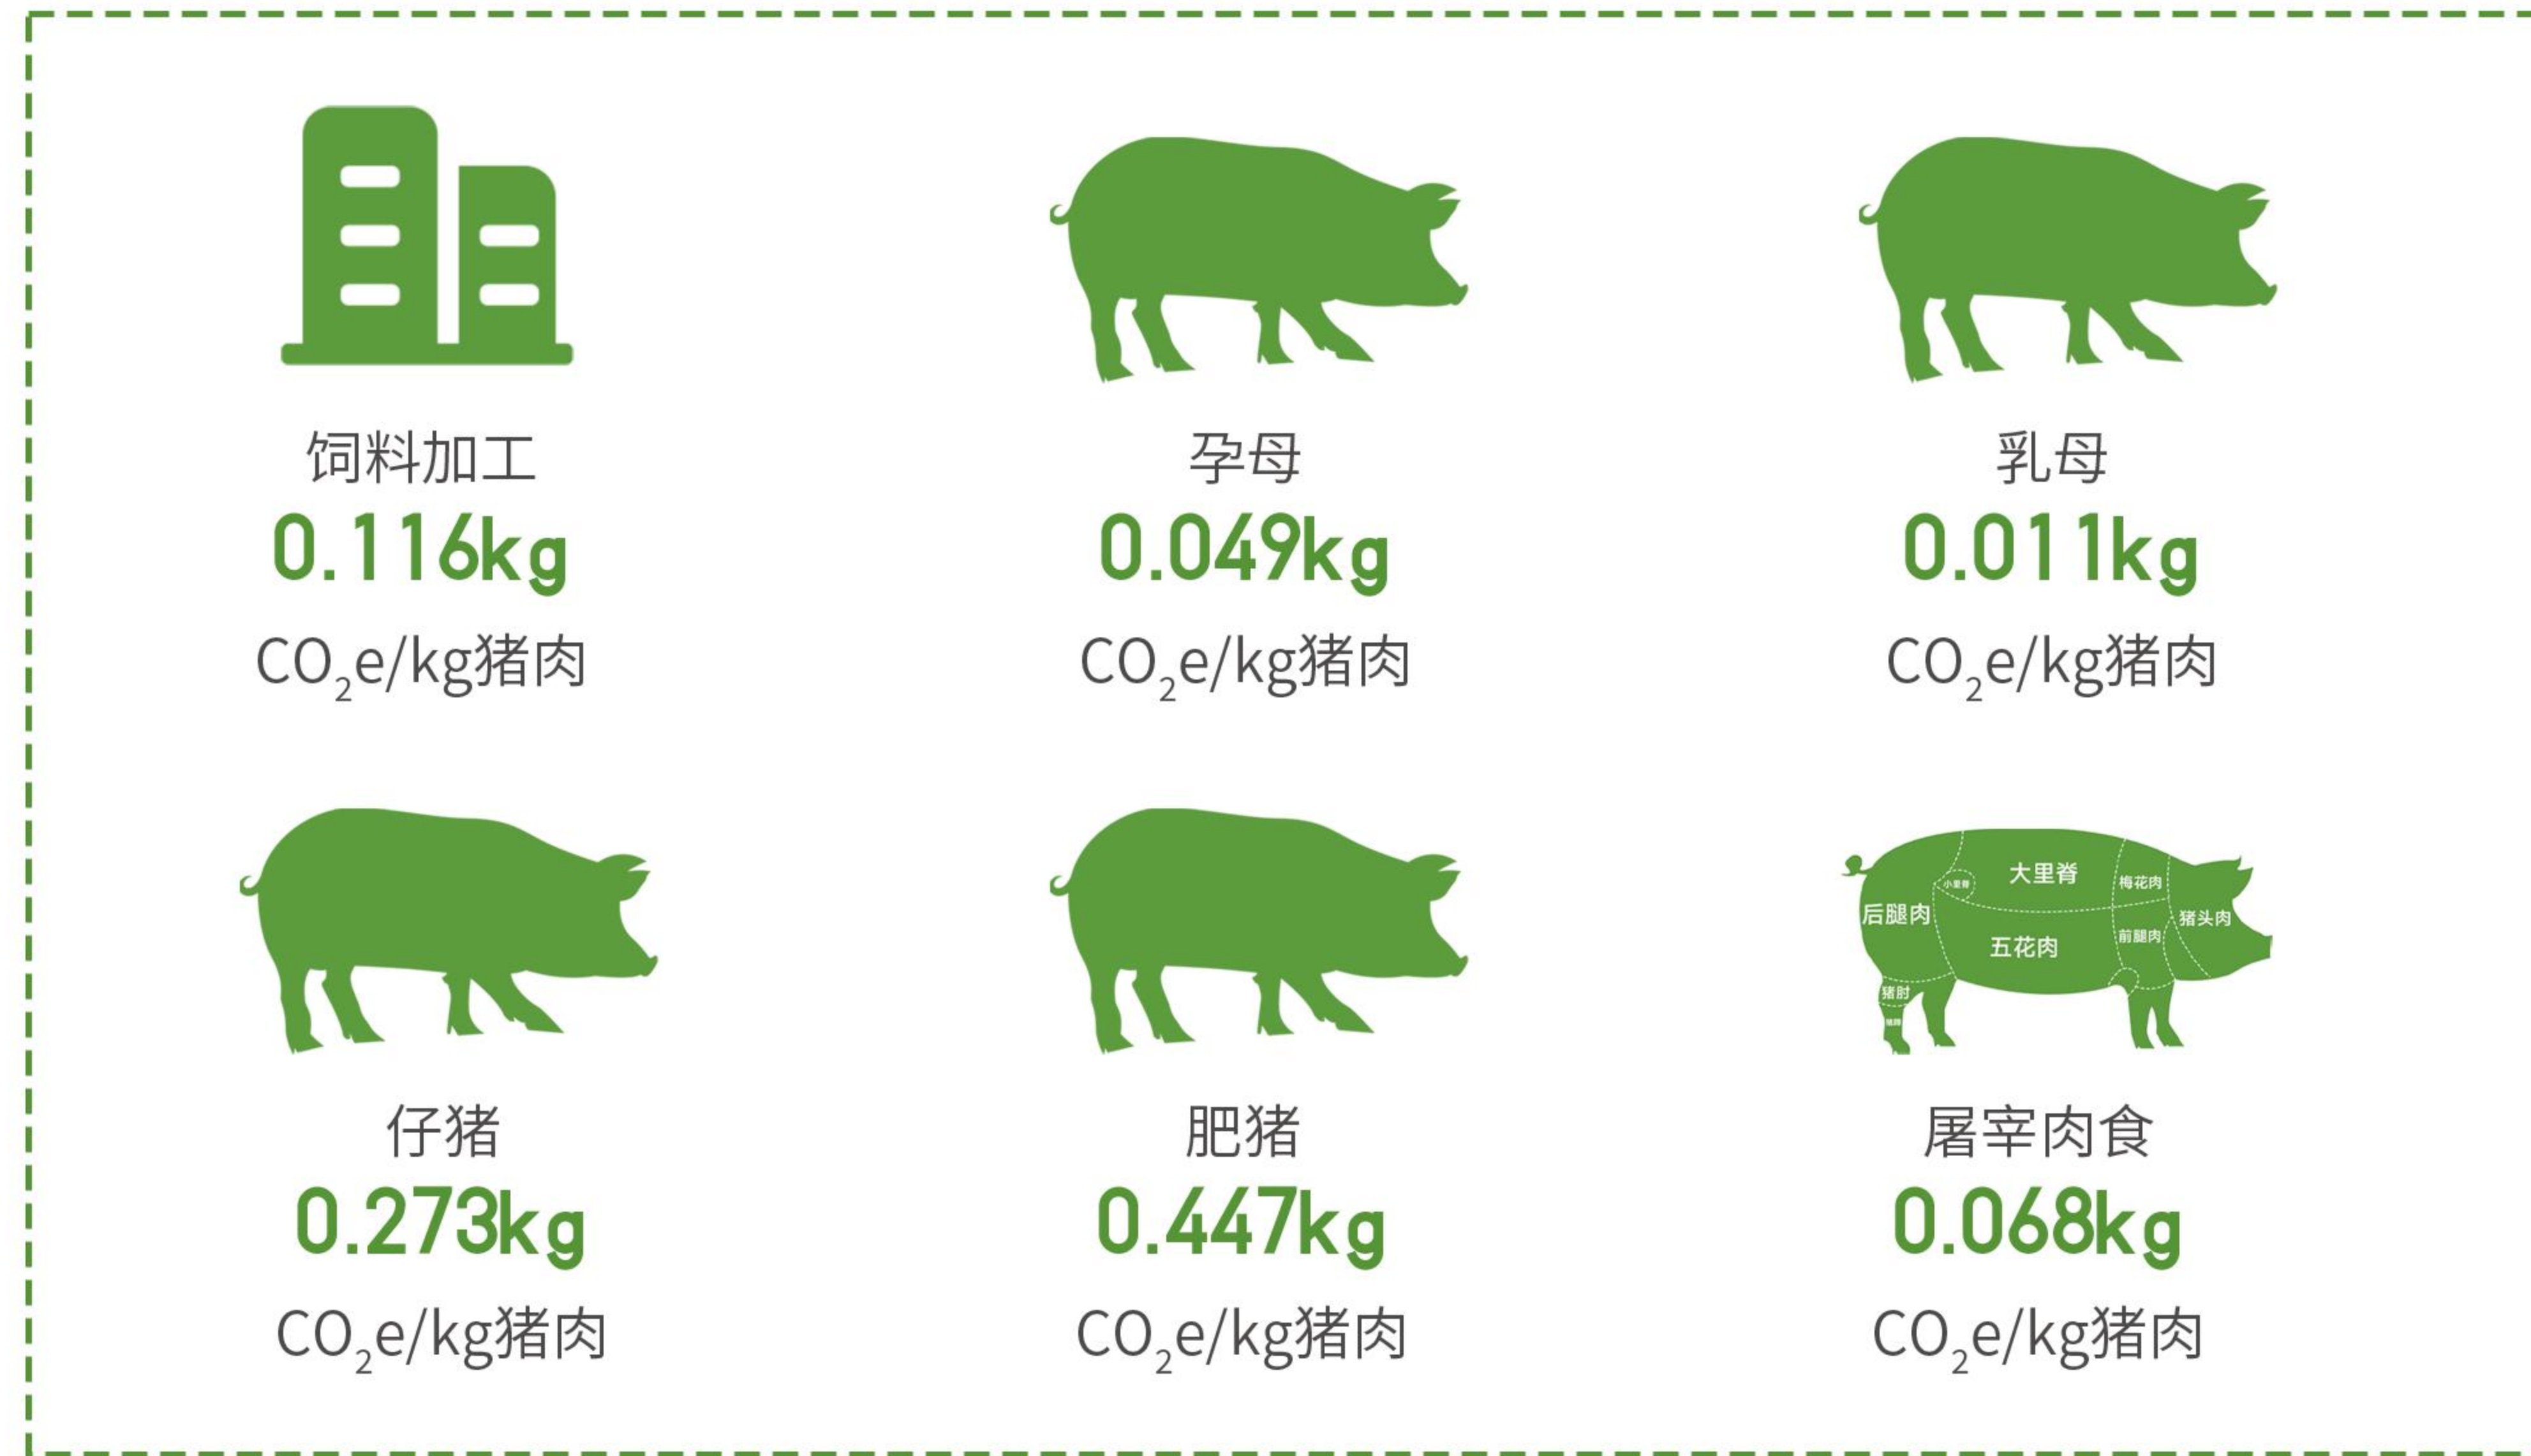 饲料加工
0.116kg
CO₂e/kg猪肉
孕母
0.049kg
CO₂e/kg猪肉
乳母
0.011kg
CO₂e/kg猪肉
仔猪
0.273kg
CO₂e/kg猪肉
肥猪
0.447kg
CO₂e/kg猪肉
大里脊
梅花肉
小里脊
后腿肉
猪头肉
前腿肉
五花肉
猪肘
屠宰肉食
0.068kg
CO₂e/kg猪肉